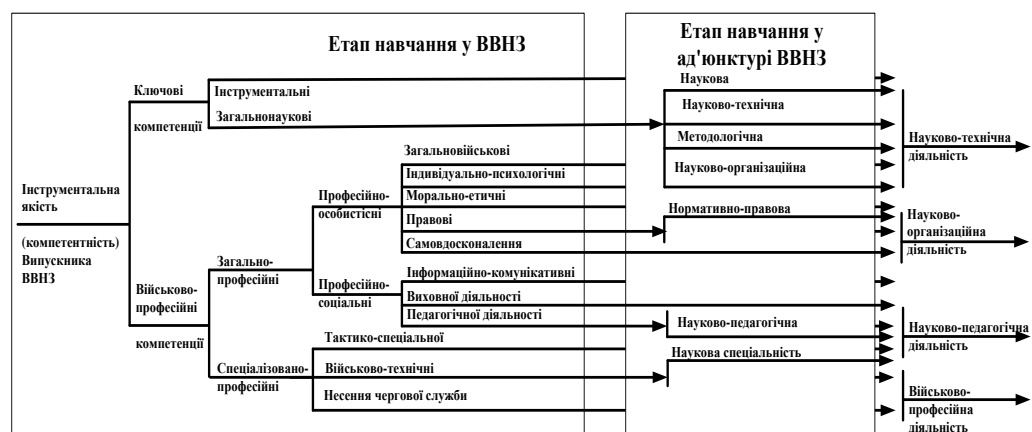 Етап навчання у ВВНЗ
Етап навчання у
ад'юнктурі ВВНЗ
Ключові
компетенції
Інструментальні
Загальнонаукові
Наукова
Науково-технічна
Методологічна
Науково-організаційна
Науково-технічна
діяльність
Інструментальна
якість
(компетентність)
Випускника
ВВНЗ
Загальновійськові
Індивідуально-психологічні
Професійно-
особистісні
Морально-етичні
Правові
Самовдосконалення
Нормативно-правова
Науково-
організаційна
діяльність
Військово-
професійні
компетенції
Загально-
професійні
Професійно-
соціальні
Інформаційно-комунікативні
Виховної діяльності
Педагогічної діяльності
Науково-педагогічна
Науково-педагогічна
діяльність
Тактико-спеціальної
Спеціалізовано-
професійні
Військово-технічні
Несення чергової служби
Наукова спеціальність
Військово-
професійна
діяльність